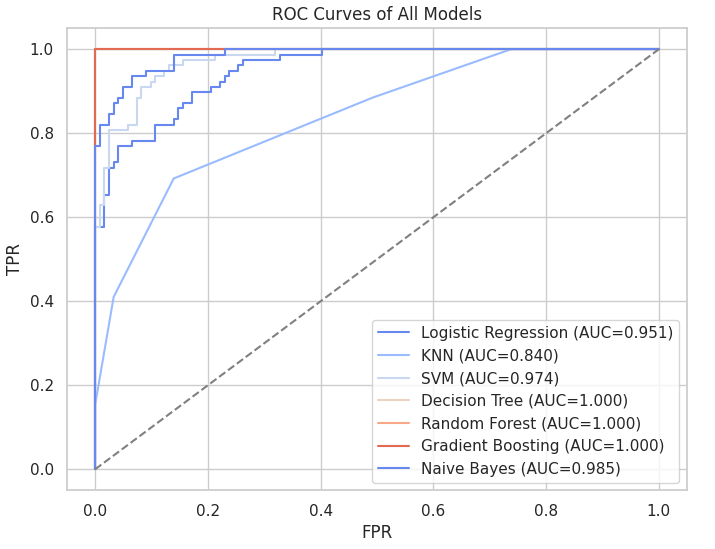 ROC Curves of All Models
TPR
1.0
0.8
0.6
0.4
0.2
0.0
Logistic Regression (AUC=0.951)
KNN (AUC=0.840)
SVM (AUC=0.974)
Decision Tree (AUC=1.000)
Random Forest (AUC=1.000)
Gradient Boosting (AUC=1.000)
Naive Bayes (AUC=0.985)
0.0 0.2 0.4 0.6 0.8 1.0
FPR